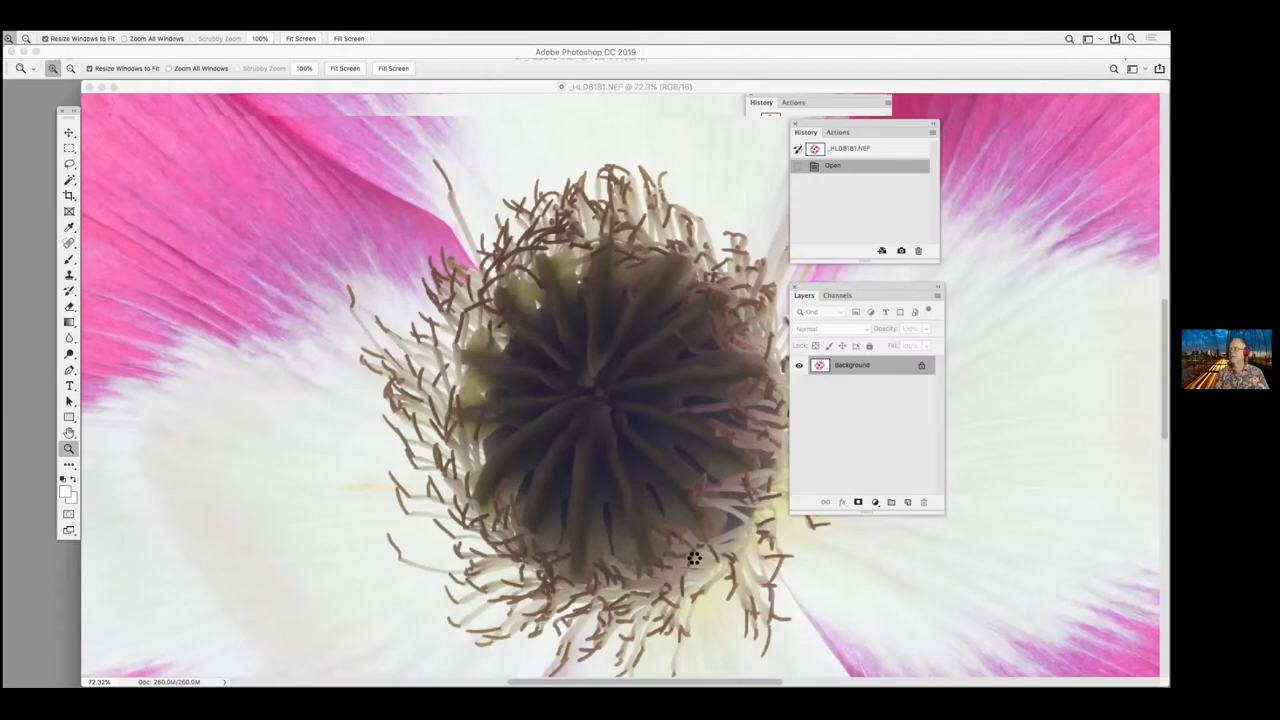 Resize Windows to Fit Zoom All Windows Scrubby Zoom 100% Fit Screen Fill Screen
Adobe Photoshop CC 2019
Resize Windows to Fit Zoom All Windows Scrubby Zoom 100% Fit Screen Fill Screen
_HLD8181.NEF @ 72.3% (RGB/16)
History Actions
History Actions
_HLD8181.NEF
Open
Layers Channels
Kind
Normal Opacity: 100%
Lock: Fill: 100%
Background
72.32% Doc: 260.0M/260.0M